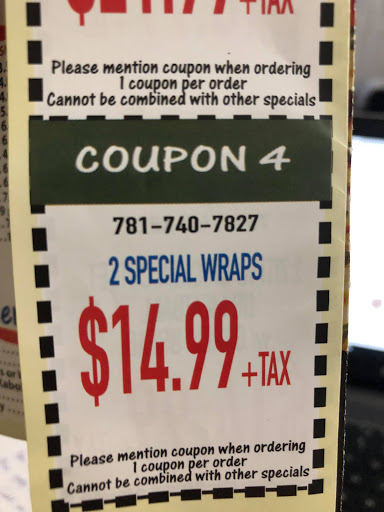 +TAX
Please mention coupon when ordering
1 coupon per order
Cannot be combined with other specials
COUPON 4
781-740-7827
2 SPECIAL WRAPS
$14.99 +TAX
Please mention coupon when ordering
1 coupon per order
Cannot be combined with other specials